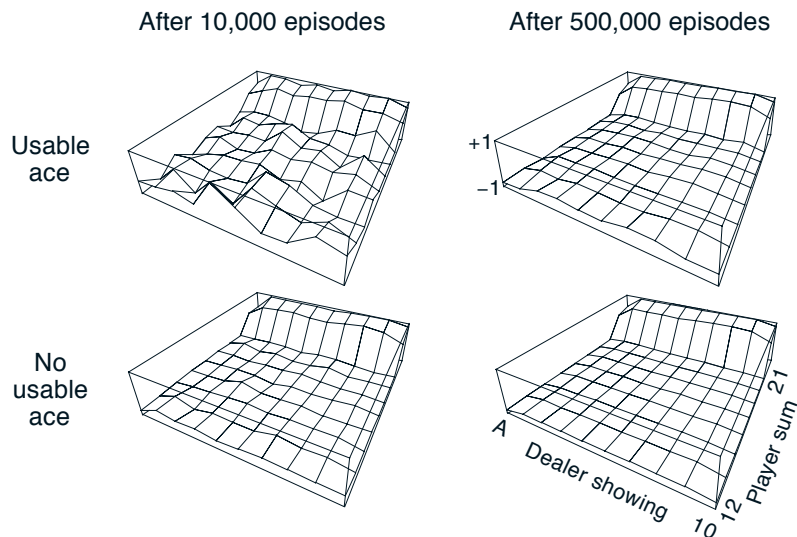 After 10,000 episodes
After 500,000 episodes
Usable
ace
+1
−1
No
usable
ace
A
Dealer showing
10
12
Player sum
21